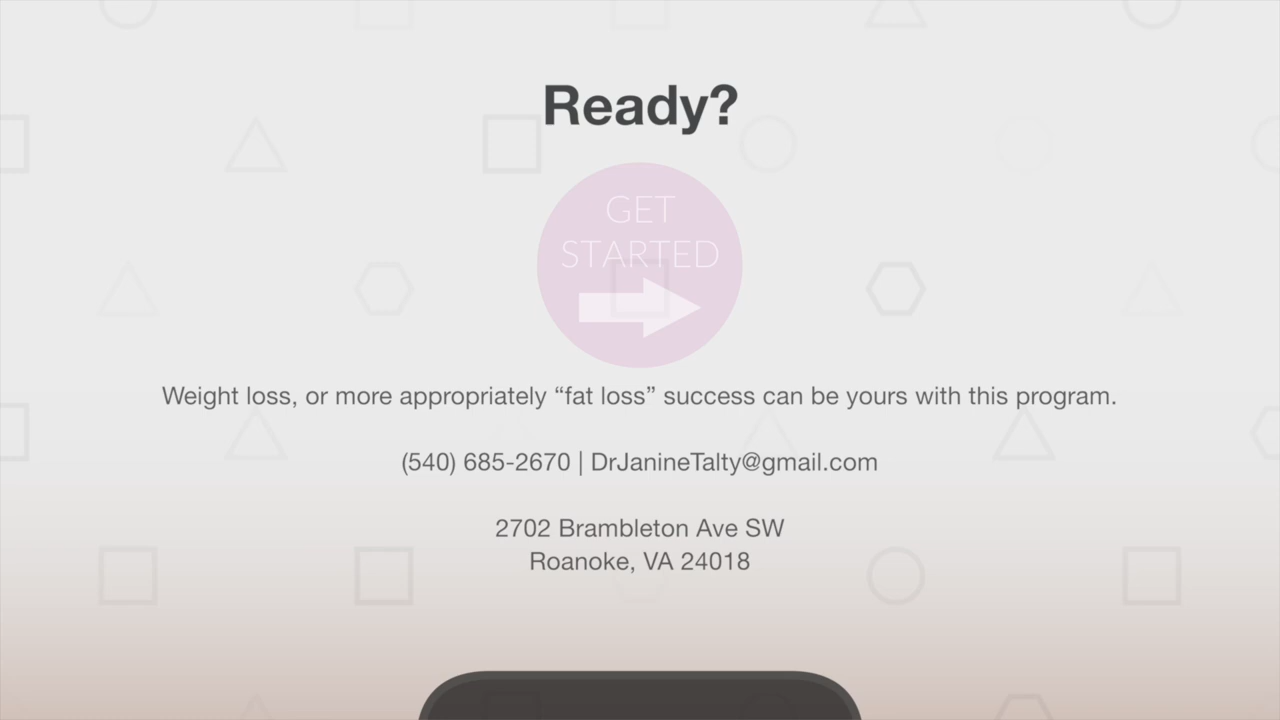 Ready?
GET
STARTED
Weight loss, or more appropriately “fat loss” success can be yours with this program.
(540) 685-2670 | DrJanineTalty@gmail.com
2702 Brambleton Ave SW
Roanoke, VA 24018